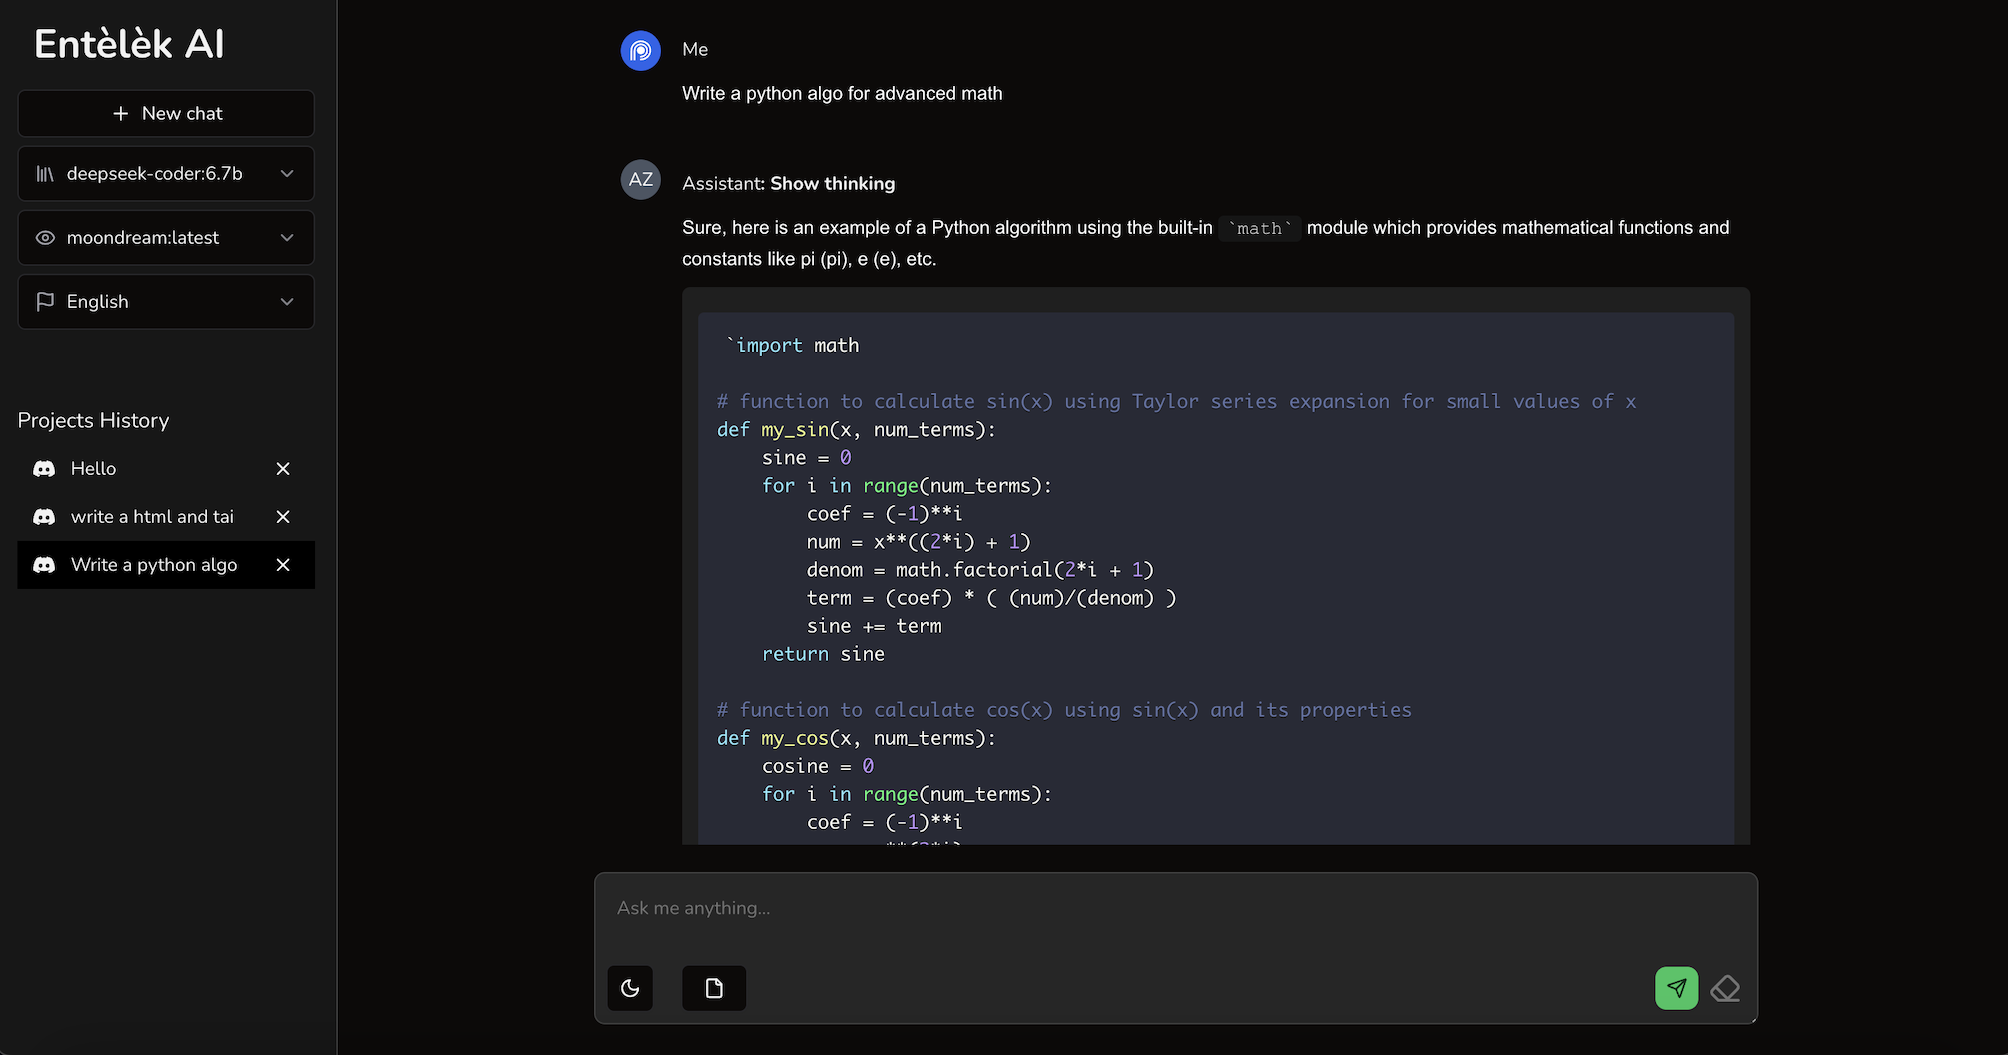 Entèlèk AI
+ New chat
deepseek-coder:6.7b
moondream:latest
English
Projects History
Hello
write a html and tai
Write a python algo
Me
Write a python algo for advanced math
AZ
Assistant: Show thinking
Sure, here is an example of a Python algorithm using the built-in `math` module which provides mathematical functions and
constants like pi (pi), e (e), etc.
`import math
# function to calculate sin(x) using Taylor series expansion for small values of x
def my_sin(x, num_terms):
    sine = 0
    for i in range(num_terms):
        coef = (-1)**i
        num = x**((2*i) + 1)
        denom = math.factorial(2*i + 1)
        term = (coef) * ( (num)/(denom) )
        sine += term
    return sine
# function to calculate cos(x) using sin(x) and its properties
def my_cos(x, num_terms):
    cosine = 0
    for i in range(num_terms):
        coef = (-1)**i
Ask me anything...